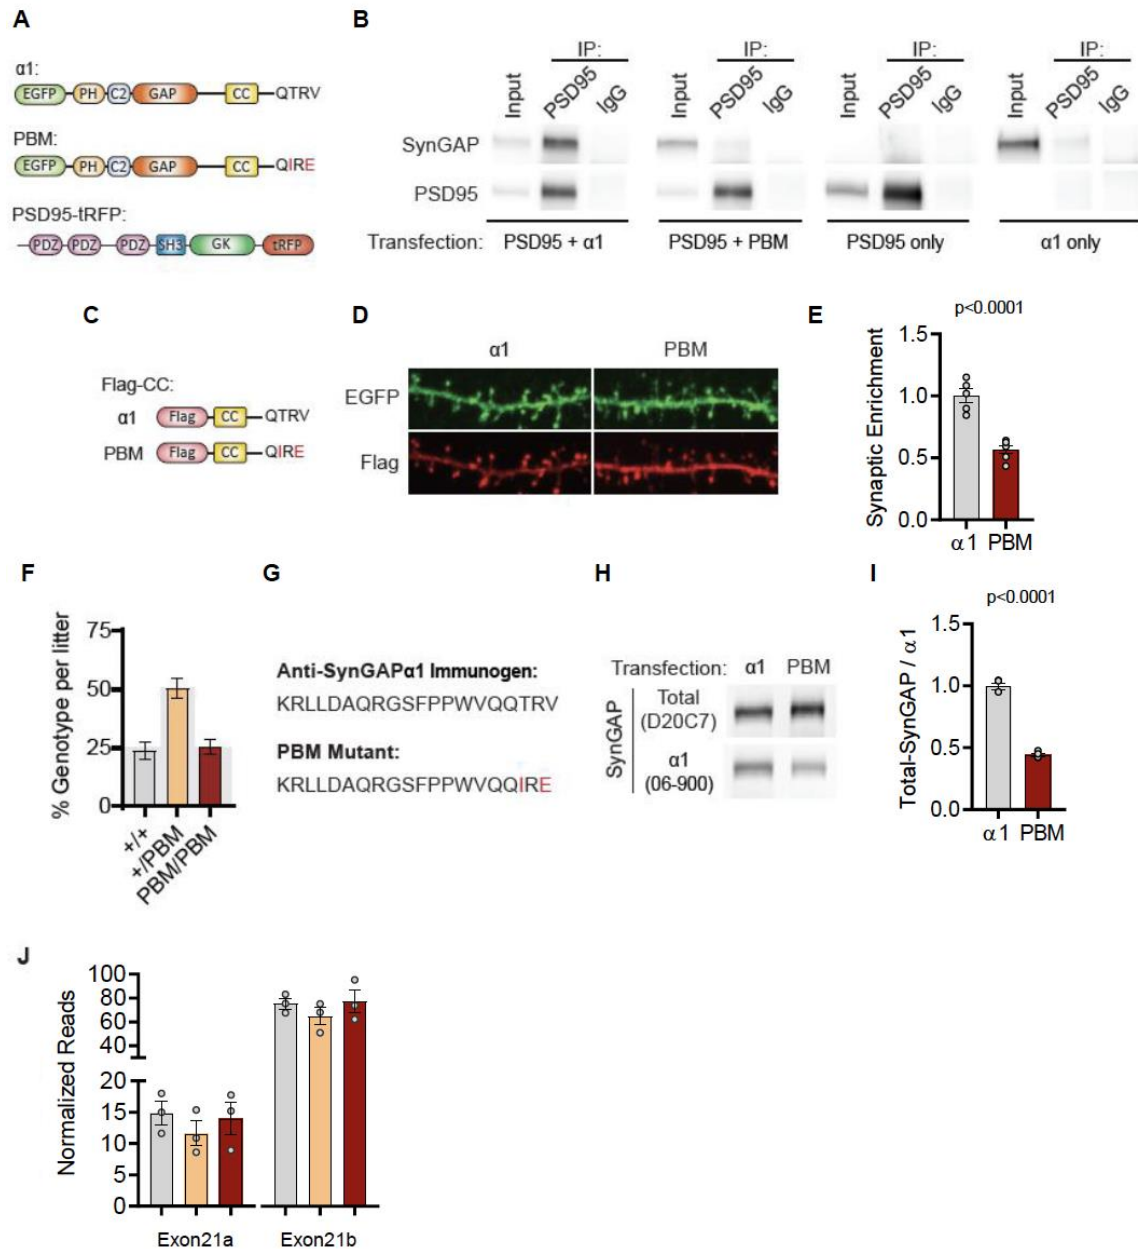 A
α1:
EGFP PH C2 GAP CC QTRV
PBM:
EGFP PH C2 GAP CC QIRE
PSD95-tRFP:
PDZ PDZ PDZ SH3 GK tRFP
B
IP: IP: IP: IP:
Input PSD95 IgG Input PSD95 IgG Input PSD95 IgG Input PSD95 IgG
SynGAP
PSD95
Transfection: PSD95 + α1 PSD95 + PBM PSD95 only α1 only
C
Flag-CC:
α1 Flag CC QTRV
PBM Flag CC QIRE
D
α1 PBM
EGFP
Flag
E
p<0.0001
Synaptic Enrichment
1.5
1.0
0.5
0.0
α1 PBM
F
% Genotype per litter
75
50
25
0
+/+
+/PBM
PBM/PBM
G
Anti-SynGAPα1 Immunogen:
KRLLDAQRGSFPPWVQQTRV
PBM Mutant:
KRLLDAQRGSFPPWVQQIRE
H
Transfection: α1 PBM
SynGAP
Total
(D20C7)
α1
(06-900)
I
p<0.0001
Total-SynGAP / α1
1.5
1.0
0.5
0.0
α1 PBM
J
Normalized Reads
100
80
60
40
20
15
10
5
0
Exon21a Exon21b